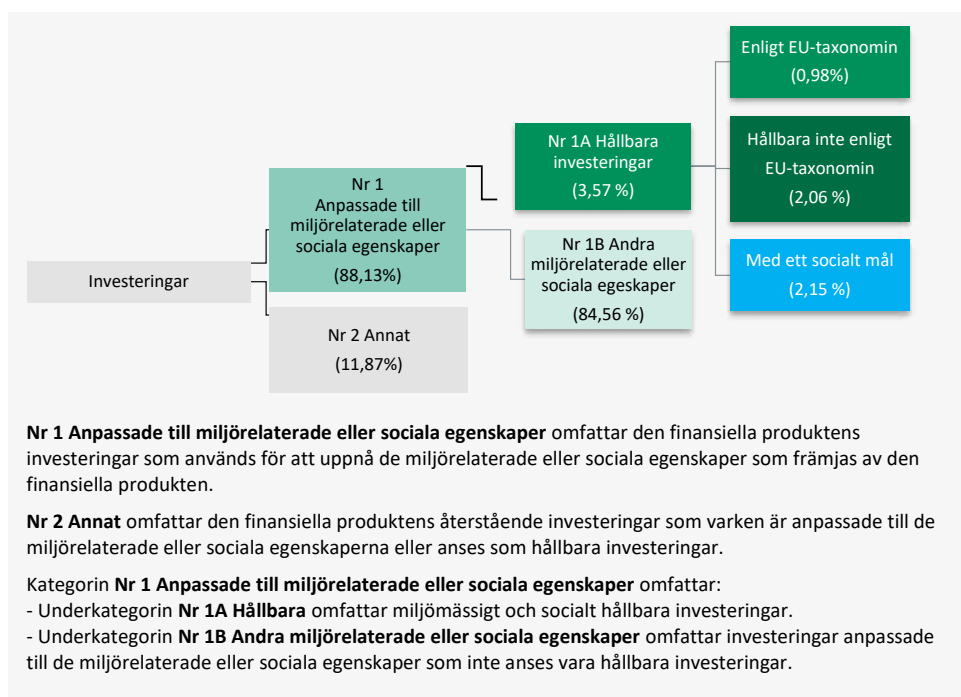 Investeringar
Nr 1
Anpassade till
miljörelaterade eller
sociala egenskaper
(88,13%)
Nr 2 Annat
(11,87%)
Nr 1A Hållbara
investeringar
(3,57 %)
Nr 1B Andra
miljörelaterade eller
sociala egeskaper
(84,56 %)
Enligt EU-taxonomin
(0,98%)
Hållbara inte enligt
EU-taxonomin
(2,06 %)
Med ett socialt mål
(2,15 %)
Nr 1 Anpassade till miljörelaterade eller sociala egenskaper omfattar den finansiella produktens
investeringar som används för att uppnå de miljörelaterade eller sociala egenskaper som främjas av den
finansiella produkten.
Nr 2 Annat omfattar den finansiella produktens återstående investeringar som varken är anpassade till de
miljörelaterade eller sociala egenskaperna eller anses som hållbara investeringar.
Kategorin Nr 1 Anpassade till miljörelaterade eller sociala egenskaper omfattar:
- Underkategorin Nr 1A Hållbara omfattar miljömässigt och socialt hållbara investeringar.
- Underkategorin Nr 1B Andra miljörelaterade eller sociala egenskaper omfattar investeringar anpassade
till de miljörelaterade eller sociala egenskaper som inte anses vara hållbara investeringar.